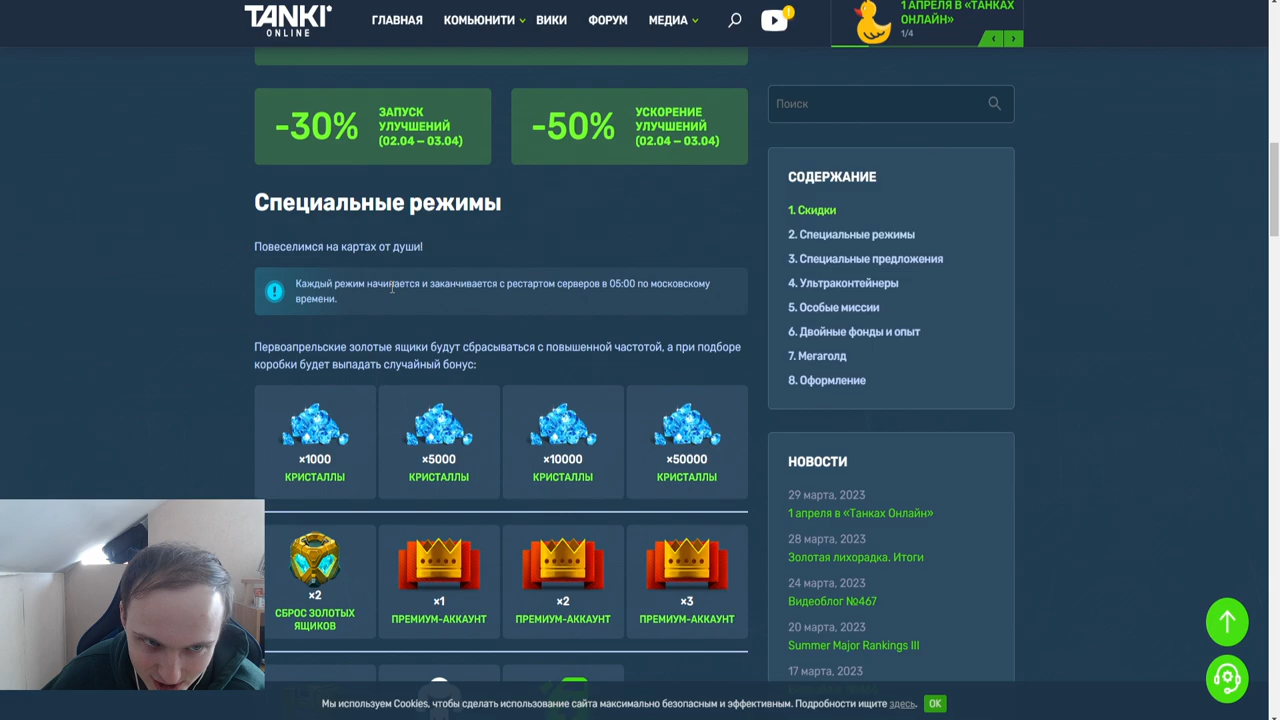 TANKI
ONLINE
ГЛАВНАЯ
КОМЬЮНИТИ
ВИКИ
ФОРУМ
МЕДИА
!
1 АПРЕЛЯ В «ТАНКАХ
ОНЛАЙН»
1/4
-30%
ЗАПУСК
УЛУЧШЕНИЙ
(02.04 – 03.04)
-50%
УСКОРЕНИЕ
УЛУЧШЕНИЙ
(02.04 – 03.04)
Специальные режимы
Повеселимся на картах от души!
Каждый режим начинается и заканчивается с рестартом серверов в 05:00 по московскому
времени.
Первоапрельские золотые ящики будут сбрасываться с повышенной частотой, а при подборе
коробки будет выпадать случайный бонус:
×1000
КРИСТАЛЛЫ
×5000
КРИСТАЛЛЫ
×10000
КРИСТАЛЛЫ
×50000
КРИСТАЛЛЫ
×2
СБРОС ЗОЛОТЫХ
ЯЩИКОВ
×1
ПРЕМИУМ-АККАУНТ
×2
ПРЕМИУМ-АККАУНТ
×3
ПРЕМИУМ-АККАУНТ
Поиск
СОДЕРЖАНИЕ
1. Скидки
2. Специальные режимы
3. Специальные предложения
4. Ультраконтейнеры
5. Особые миссии
6. Двойные фонды и опыт
7. Мегаголд
8. Оформление
НОВОСТИ
29 марта, 2023
1 апреля в «Танках Онлайн»
28 марта, 2023
Золотая лихорадка. Итоги
24 марта, 2023
Видеоблог №467
20 марта, 2023
Summer Major Rankings III
17 марта, 2023
Мы используем Cookies, чтобы сделать использование сайта максимально безопасным и эффективным. Подробности ищите здесь.
OK